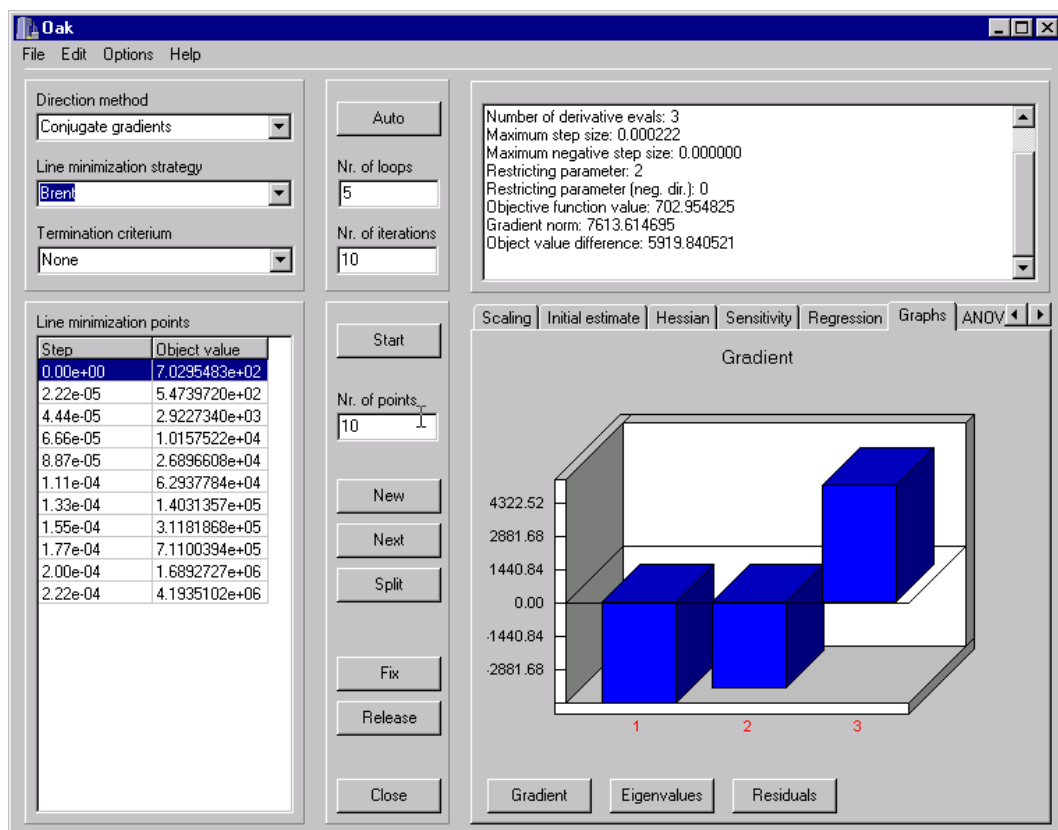 Oak
File Edit Options Help
Direction method
Conjugate gradients
Line minimization strategy
Brent
Termination criterium
None
Auto
Nr. of loops
5
Nr. of iterations
10
Number of derivative evals: 3
Maximum step size: 0.000222
Maximum negative step size: 0.000000
Restricting parameter: 2
Restricting parameter (neg. dir.): 0
Objective function value: 702.954825
Gradient norm: 7613.614695
Object value difference: 5919.840521
Line minimization points
Step Object value
0.00e+00 7.0295483e+02
2.22e-05 5.4739720e+02
4.44e-05 2.9227340e+03
6.66e-05 1.0157522e+04
8.87e-05 2.6896608e+04
1.11e-04 6.2937784e+04
1.33e-04 1.4031357e+05
1.55e-04 3.1181868e+05
1.77e-04 7.1100394e+05
2.00e-04 1.6892727e+06
2.22e-04 4.1935102e+06
Start
Nr. of points
10
New
Next
Split
Fix
Release
Close
Scaling Initial estimate Hessian Sensitivity Regression Graphs ANOV
Gradient
4322.52
2881.68
1440.84
0.00
-1440.84
-2881.68
1 2 3
Gradient Eigenvalues Residuals